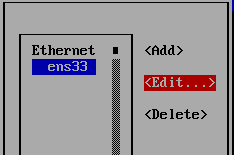 Ethernet
<Add>
ens33
<Edit...>
<Delete>